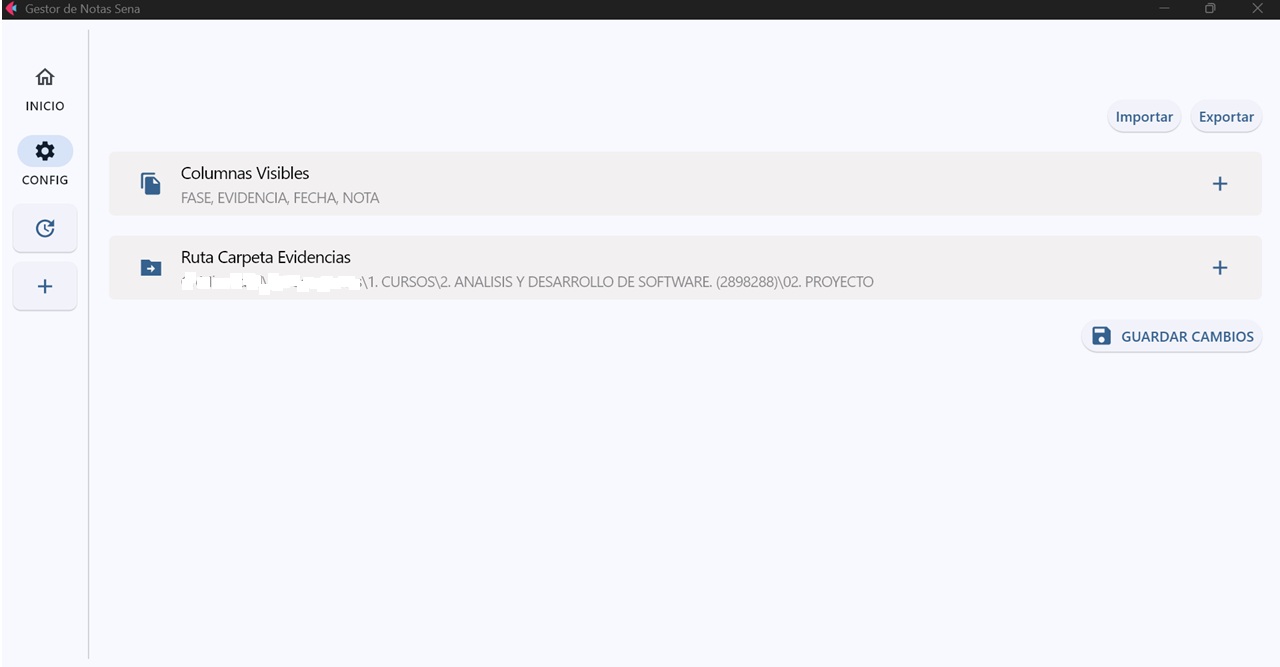 Gestor de Notas Sena
INICIO
CONFIG
Importar
Exportar
Columnas Visibles
FASE, EVIDENCIA, FECHA, NOTA
Ruta Carpeta Evidencias
\1. CURSOS\2. ANALISIS Y DESARROLLO DE SOFTWARE. (2898288)\02. PROYECTO
GUARDAR CAMBIOS